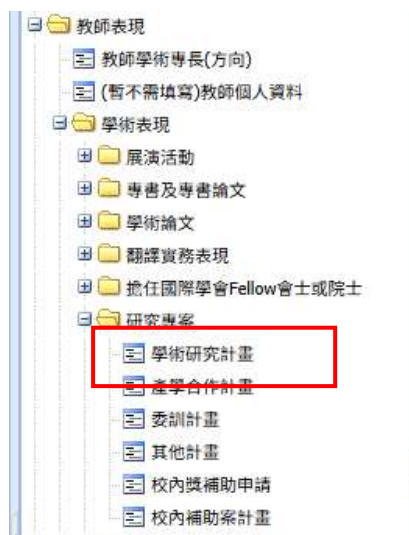 教師表現
教師學術專長(方向)
(暫不需填寫)教師個人資料
學術表現
展演活動
專書及專書論文
學術論文
翻譯實務表現
擔任國際學會Fellow會士或院士
研究專案
學術研究計畫
產學合作計畫
委訓計畫
其他計畫
校內獎補助申請
校內補助案計畫